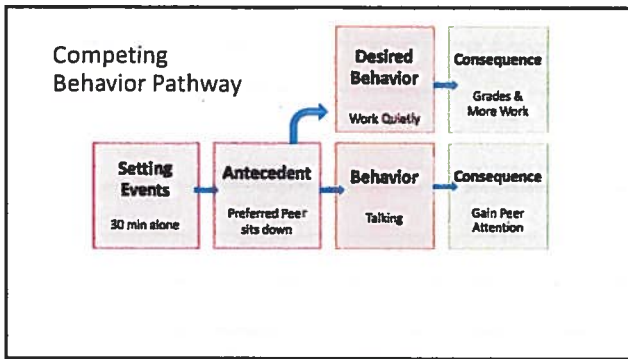 Competing
Behavior Pathway
Desired
Behavior
Work Quietly
Consequence
Grades &
More Work
Setting
Events
30 min alone
Antecedent
Preferred Peer
sits down
Behavior
Talking
Consequence
Gain Peer
Attention